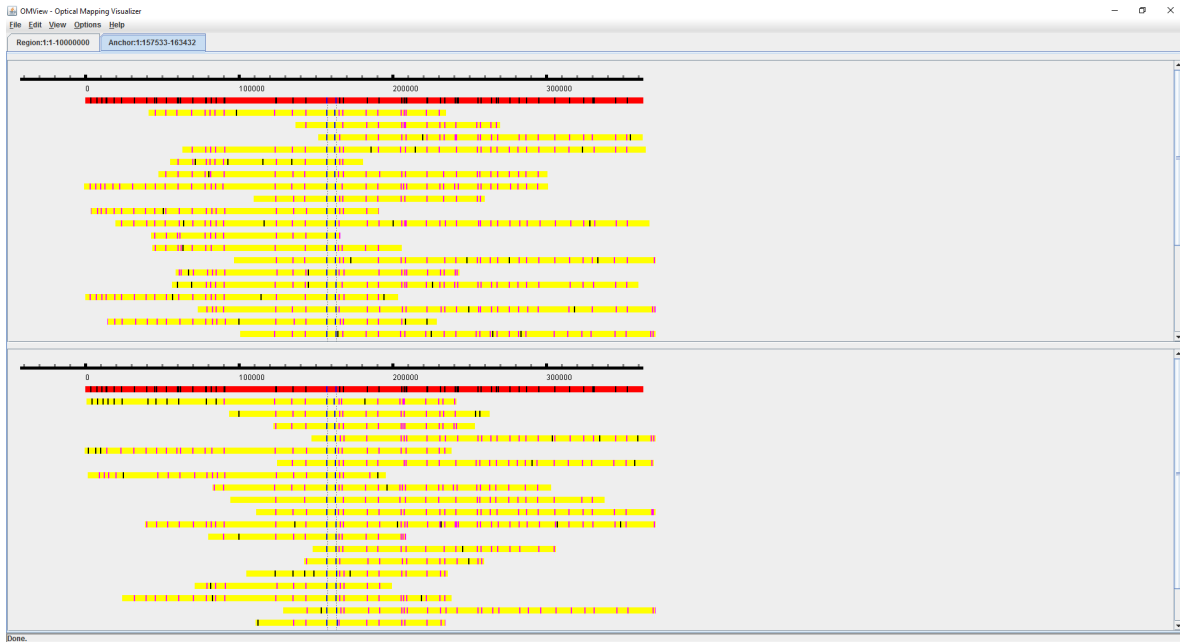 OMView - Optical Mapping Visualizer
File Edit View Options Help
Region:1:1-10000000 Anchor:1:157533-163432
0 100000 200000 300000
0 100000 200000 300000
Done.